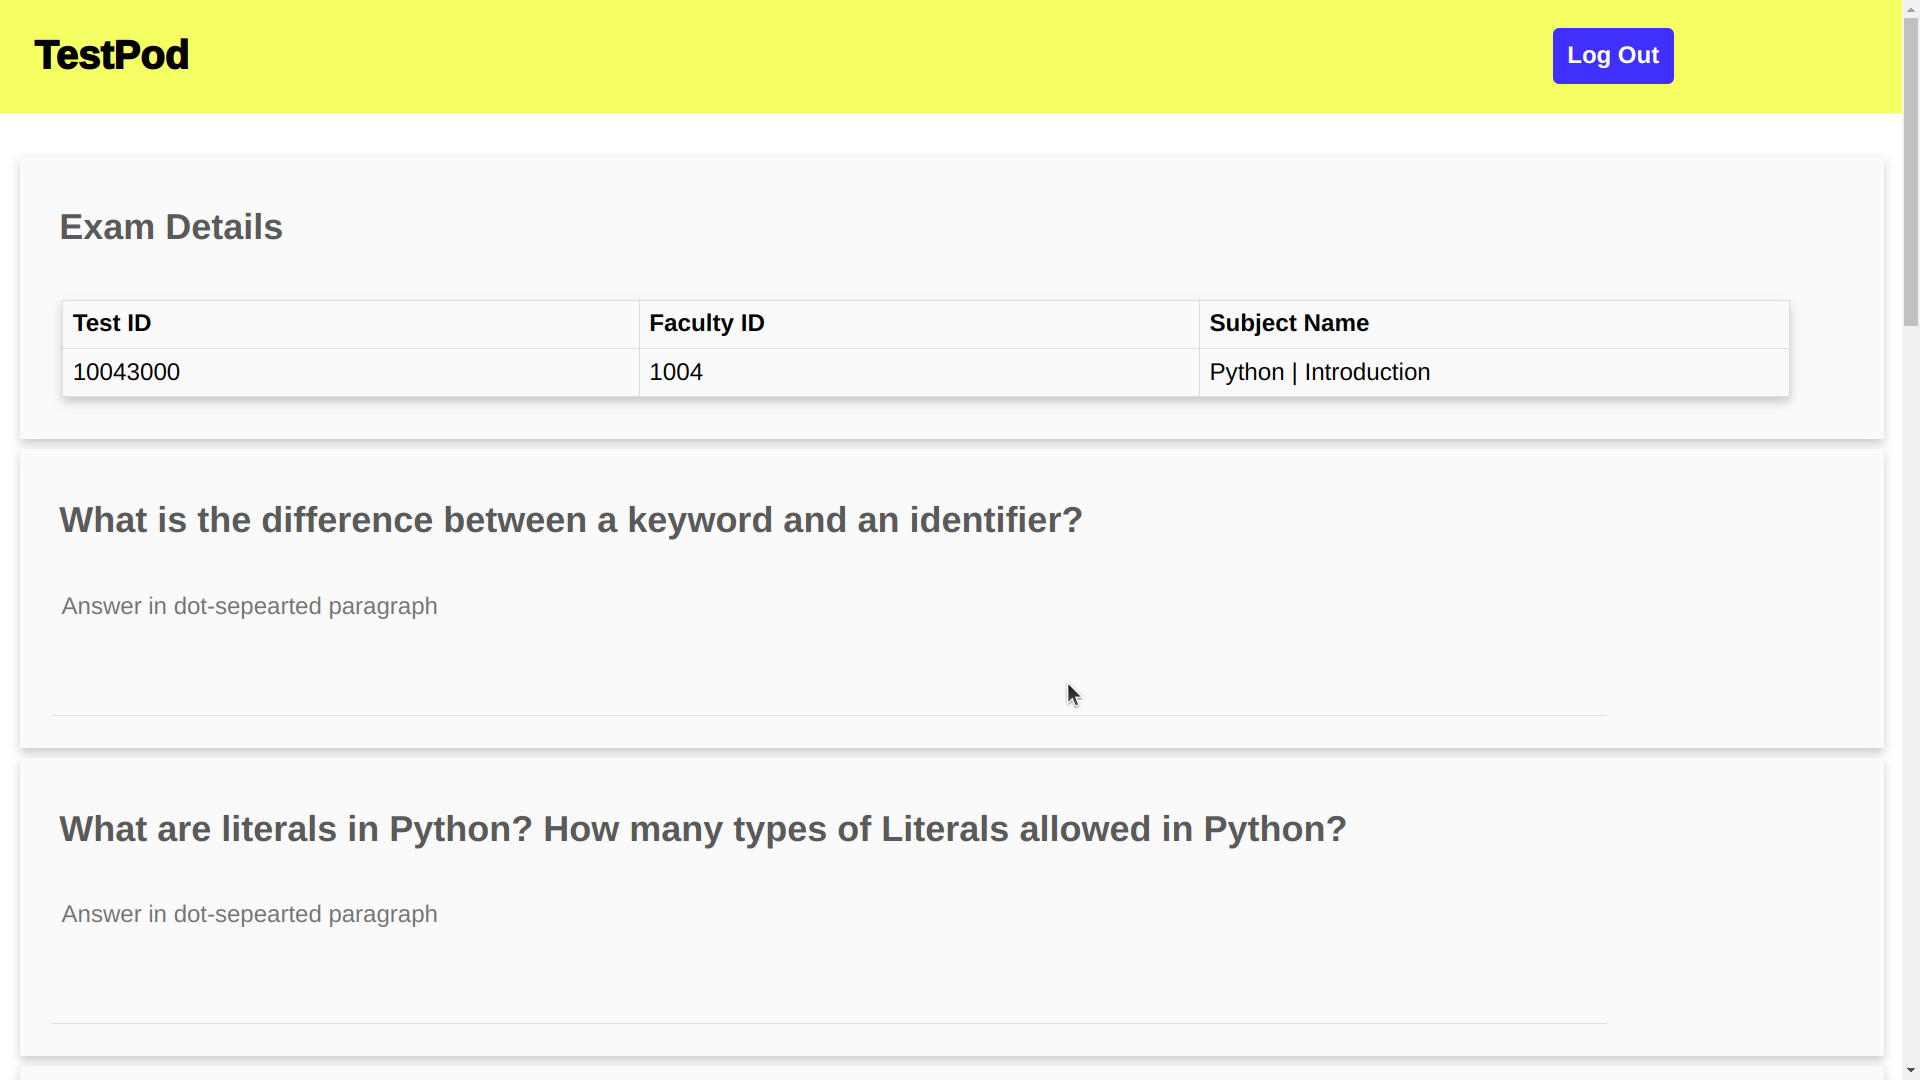 TestPod
Log Out
Exam Details
Test ID Faculty ID Subject Name
10043000 1004 Python | Introduction
What is the difference between a keyword and an identifier?
Answer in dot-sepearted paragraph
What are literals in Python? How many types of Literals allowed in Python?
Answer in dot-sepearted paragraph